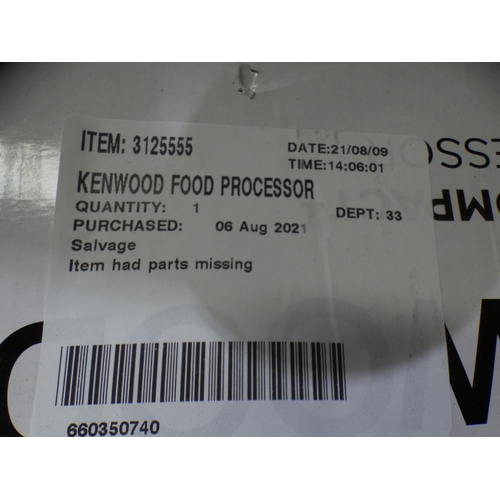 ITEM: 3125555
DATE:21/08/09
TIME:14:06:01
KENWOOD FOOD PROCESSOR
QUANTITY: 1
DEPT: 33
PURCHASED: 06 Aug 2021
Salvage
Item had parts missing
660350740